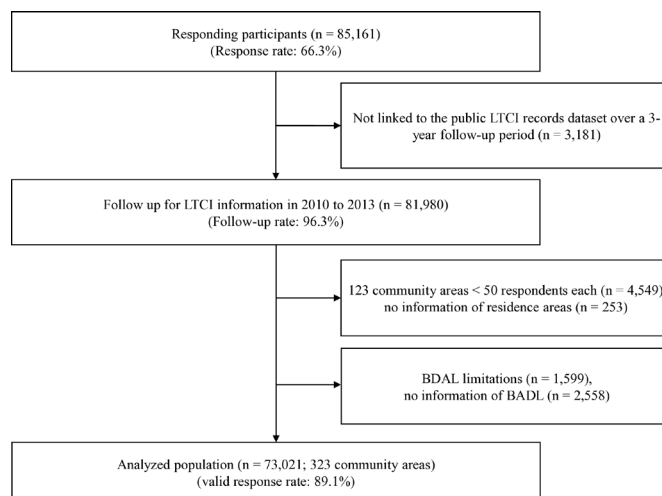 Responding participants (n = 85,161)
(Response rate: 66.3%)
Not linked to the public LTCI records dataset over a 3-
year follow-up period (n = 3,181)
Follow up for LTCI information in 2010 to 2013 (n = 81,980)
(Follow-up rate: 96.3%)
123 community areas < 50 respondents each (n = 4,549)
no information of residence areas (n = 253)
BDAL limitations (n = 1,599),
no information of BADL (n = 2,558)
Analyzed population (n = 73,021; 323 community areas)
(valid response rate: 89.1%)